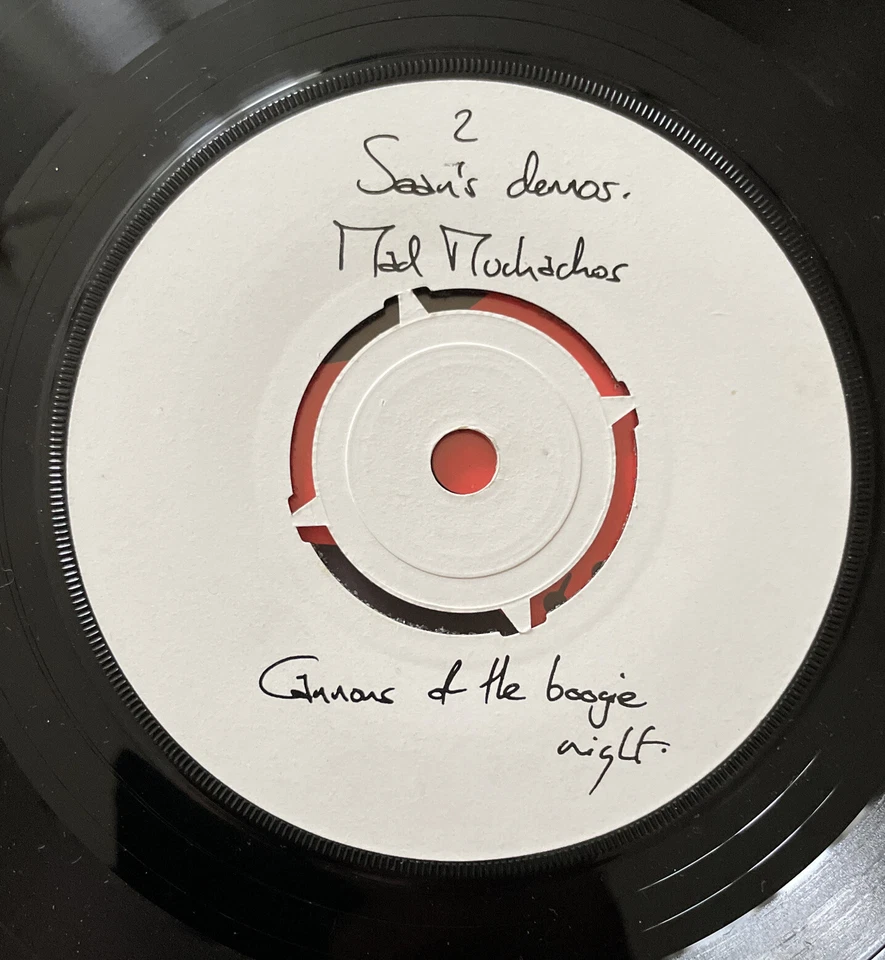 2
Sean's demos.
Mad Muchachos
Cannons of the boogie
night.